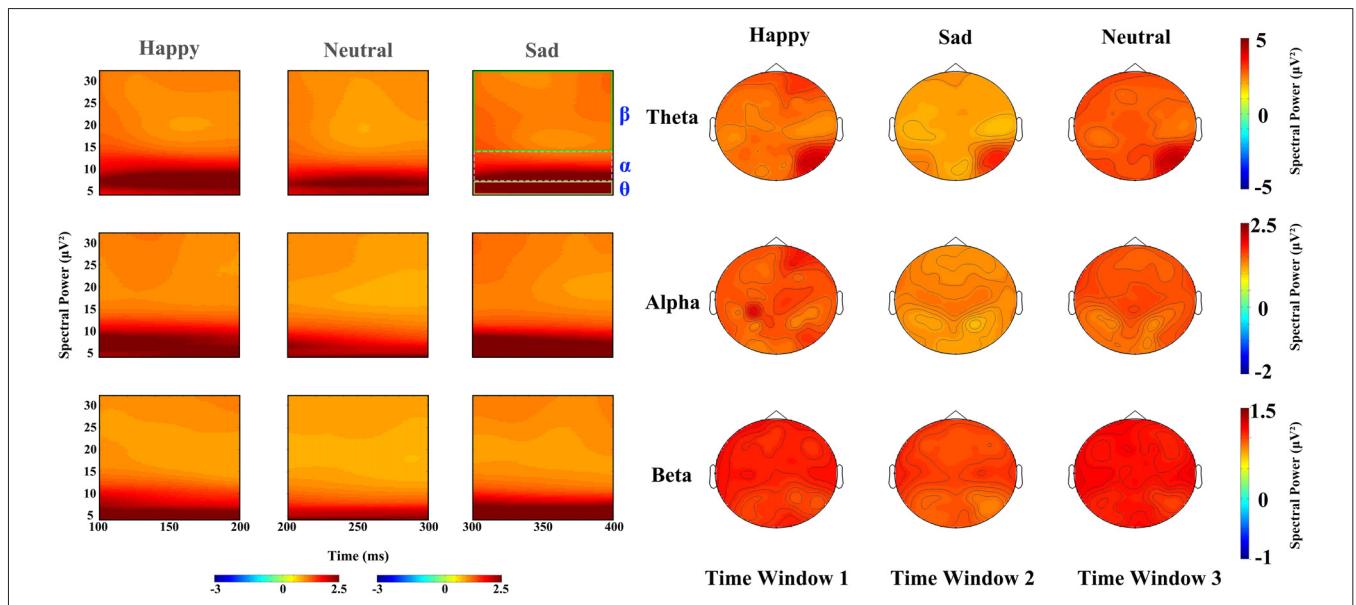 Happy Neutral Sad
30
25
20
15
10
5
β
α
θ
30
25
20
15
10
5
30
25
20
15
10
5
Spectral Power (µV²)
100 150 200
200 250 300
300 350 400
Time (ms)
-3 0 2.5
-3 0 2.5
Happy Sad Neutral
Theta
5
0
-5
Spectral Power (µV²)
Alpha
2.5
0
-2
Spectral Power (µV²)
Beta
1.5
0
-1
Spectral Power (µV²)
Time Window 1 Time Window 2 Time Window 3